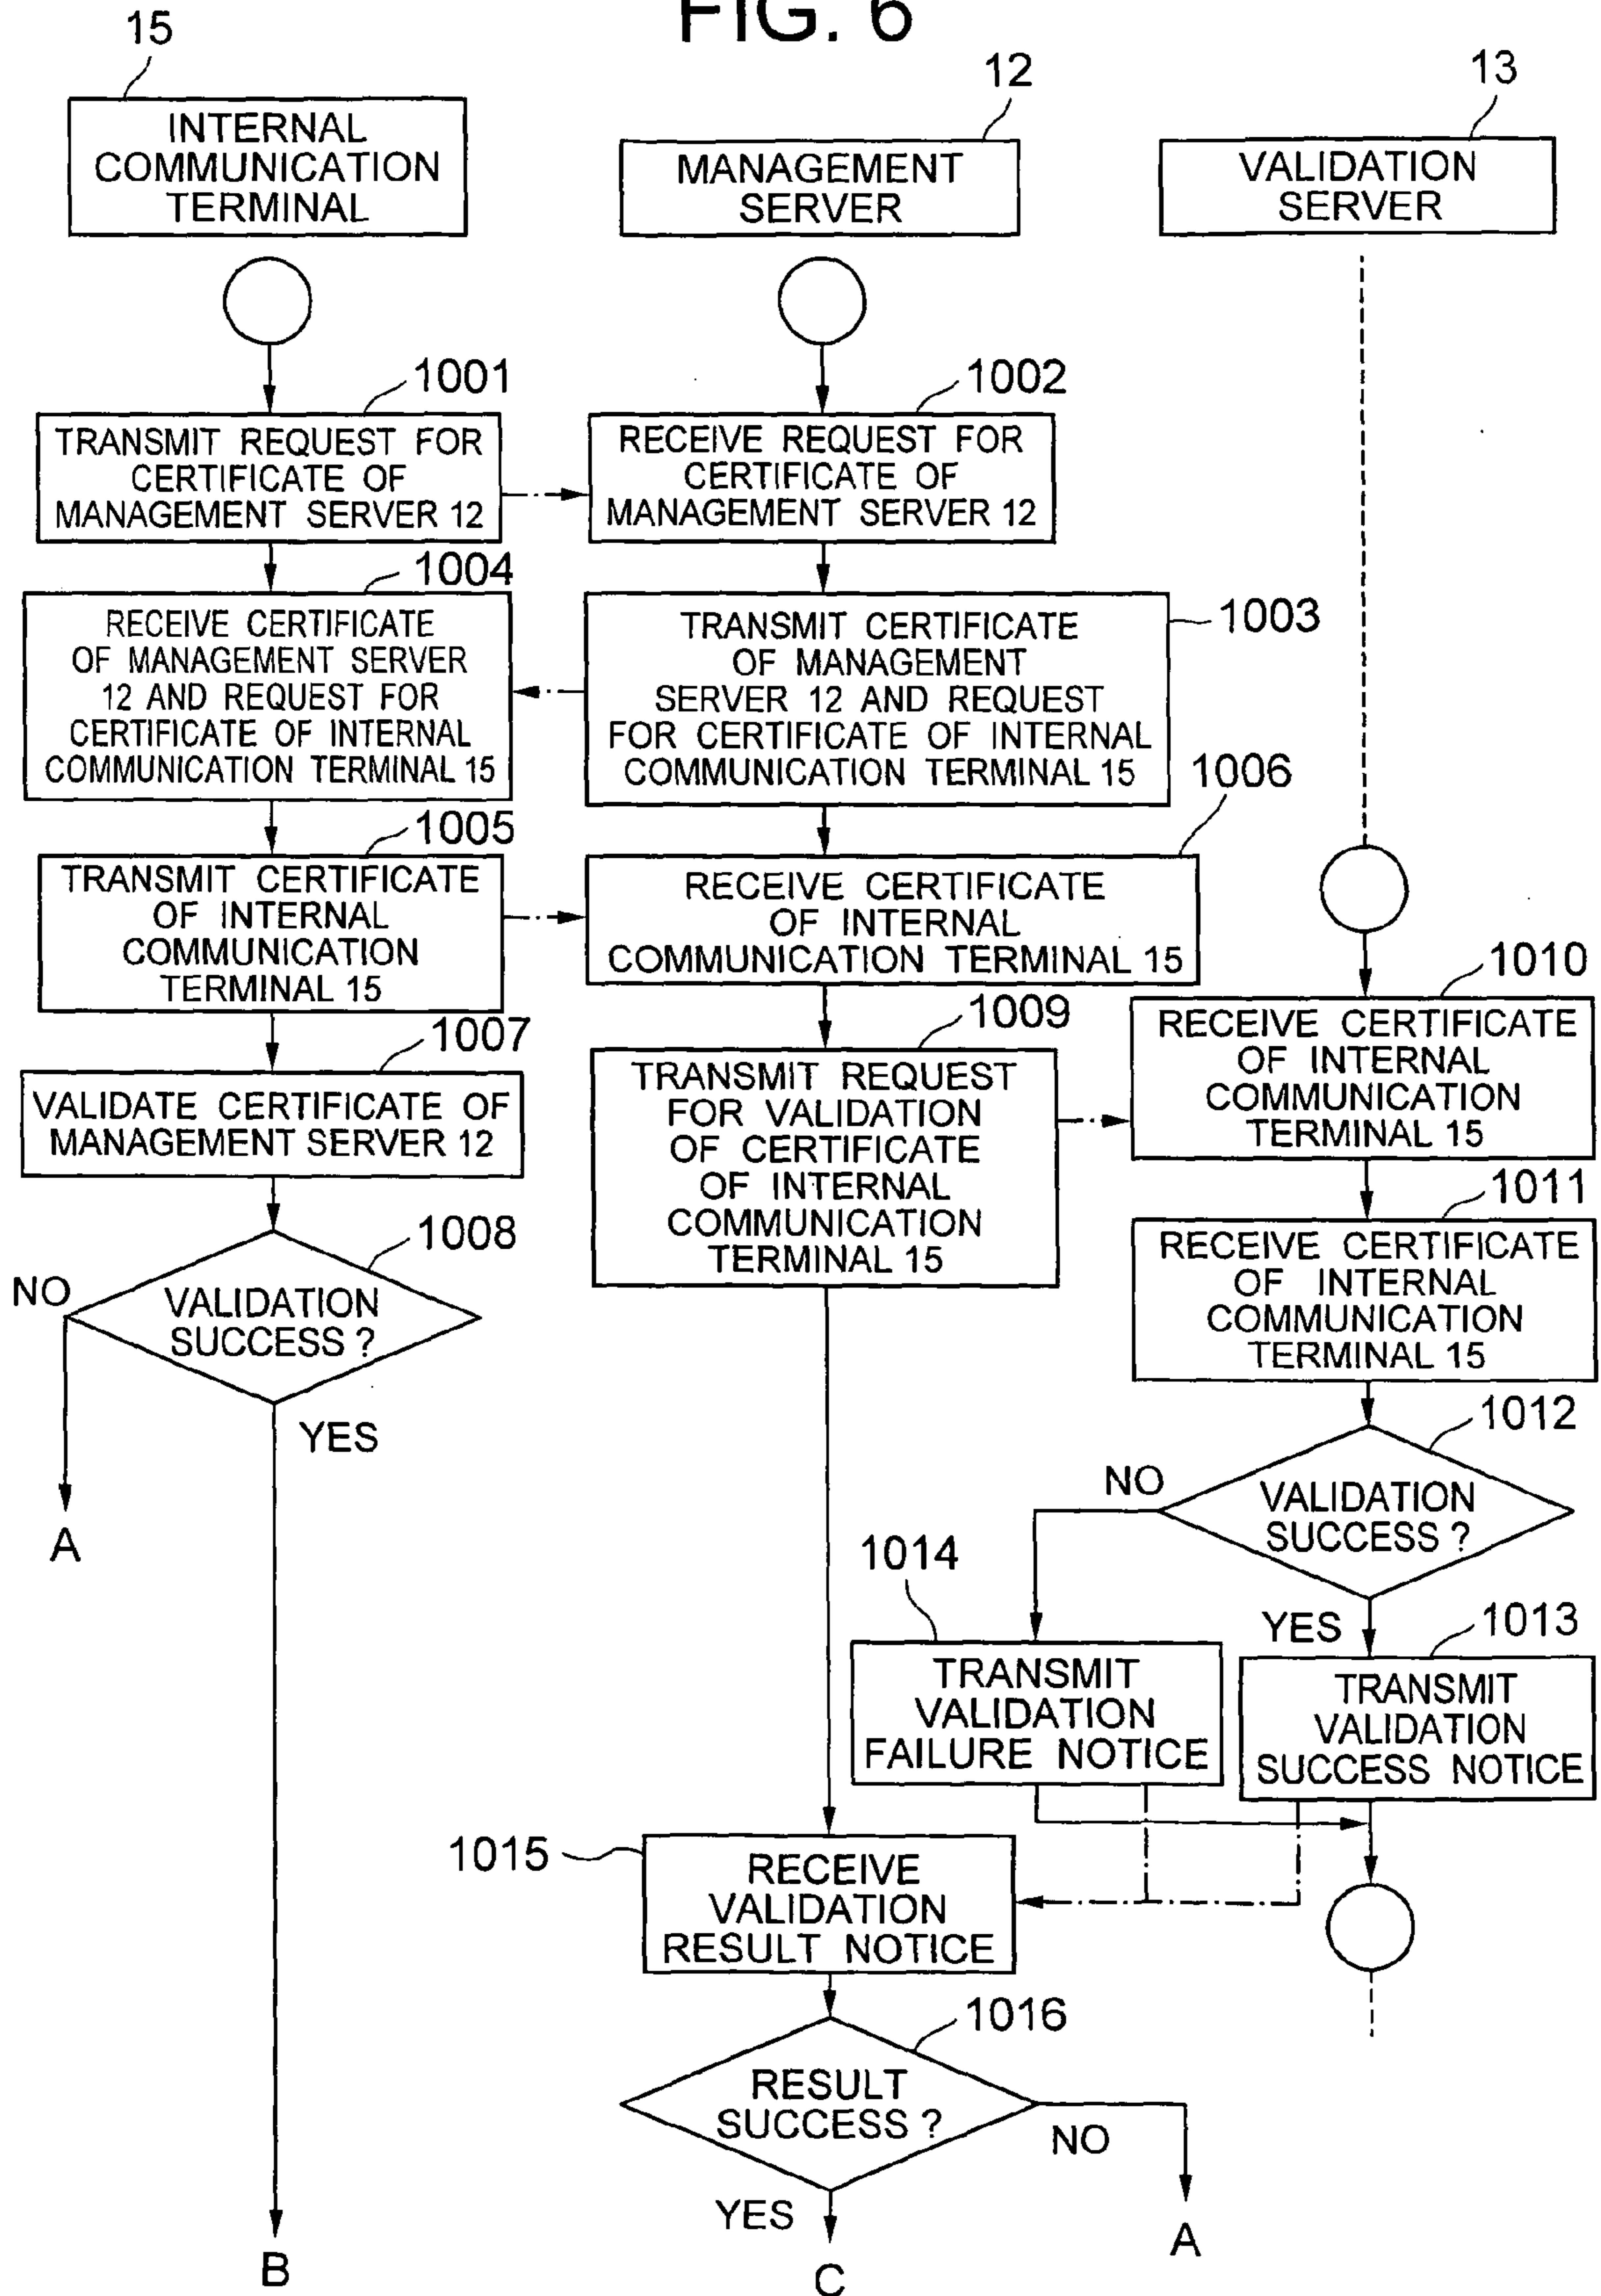 FIG. 6
15
INTERNAL
COMMUNICATION
TERMINAL
12
MANAGEMENT
SERVER
13
VALIDATION
SERVER
1001
TRANSMIT REQUEST FOR
CERTIFICATE OF
MANAGEMENT SERVER 12
1002
RECEIVE REQUEST FOR
CERTIFICATE OF
MANAGEMENT SERVER 12
1004
RECEIVE CERTIFICATE
OF MANAGEMENT SERVER
12 AND REQUEST FOR
CERTIFICATE OF INTERNAL
COMMUNICATION TERMINAL 15
1003
TRANSMIT CERTIFICATE
OF MANAGEMENT
SERVER 12 AND REQUEST
FOR CERTIFICATE OF INTERNAL
COMMUNICATION TERMINAL 15
1005
TRANSMIT CERTIFICATE
OF INTERNAL
COMMUNICATION
TERMINAL 15
1006
RECEIVE CERTIFICATE
OF INTERNAL
COMMUNICATION TERMINAL 15
1007
VALIDATE CERTIFICATE OF
MANAGEMENT SERVER 12
1009
TRANSMIT REQUEST
FOR VALIDATION
OF CERTIFICATE
OF INTERNAL
COMMUNICATION
TERMINAL 15
1010
RECEIVE CERTIFICATE
OF INTERNAL
COMMUNICATION
TERMINAL 15
1008
VALIDATION
SUCCESS ?
NO
YES
A
1011
RECEIVE CERTIFICATE
OF INTERNAL
COMMUNICATION
TERMINAL 15
1012
VALIDATION
SUCCESS ?
NO
YES
1014
TRANSMIT
VALIDATION
FAILURE NOTICE
1013
TRANSMIT
VALIDATION
SUCCESS NOTICE
1015
RECEIVE
VALIDATION
RESULT NOTICE
1016
RESULT
SUCCESS ?
NO
YES
A
B
C